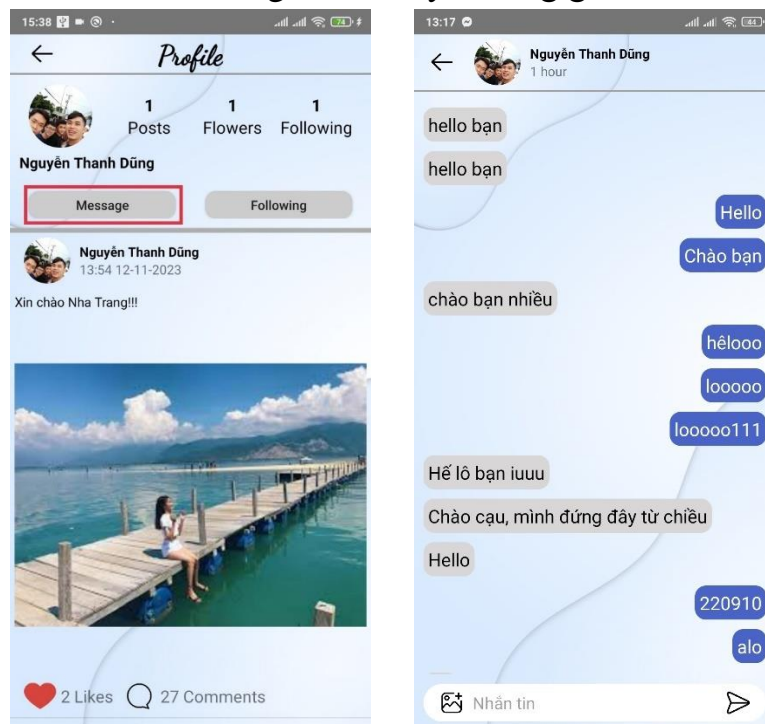 15:38
74
Profile
1 1 1
Posts Flowers Following
Nguyễn Thanh Dũng
Message Following
Nguyễn Thanh Dũng
13:54 12-11-2023
Xin chào Nha Trang!!!
2 Likes 27 Comments
13:17
44
Nguyễn Thanh Dũng
1 hour
hello bạn
hello bạn
Hello
Chào bạn
chào bạn nhiều
hêlooo
looooo
looooo111
Hế lô bạn iuuu
Chào cạu, mình đứng đây từ chiều
Hello
220910
alo
Nhắn tin